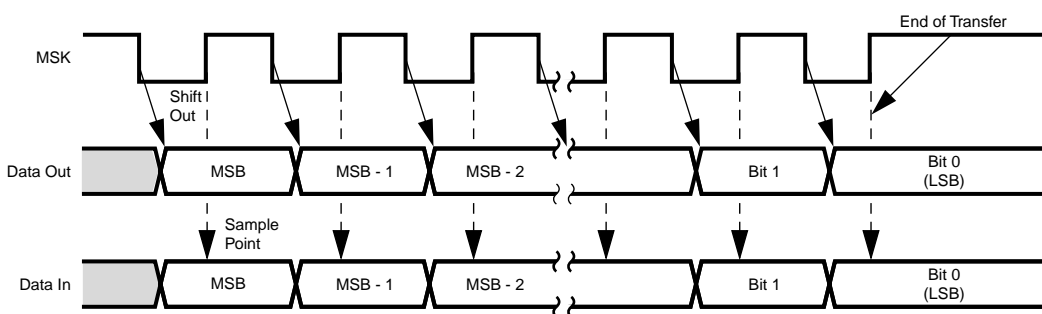 End of Transfer
MSK
Shift
Out
Data Out
MSB
MSB - 1
MSB - 2
Bit 1
Bit 0
(LSB)
Sample
Point
Data In
MSB
MSB - 1
MSB - 2
Bit 1
Bit 0
(LSB)